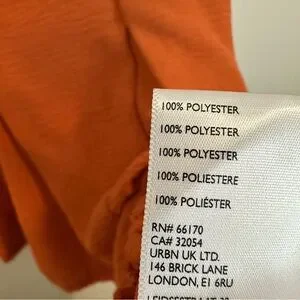 100% POLYESTER
100% POLYESTER
100% POLYESTER
100% POLIESTERE
100% POLIÉSTER
RN# 66170
CA# 32054
URBN UK LTD.
146 BRICK LANE
LONDON, E1 6RU